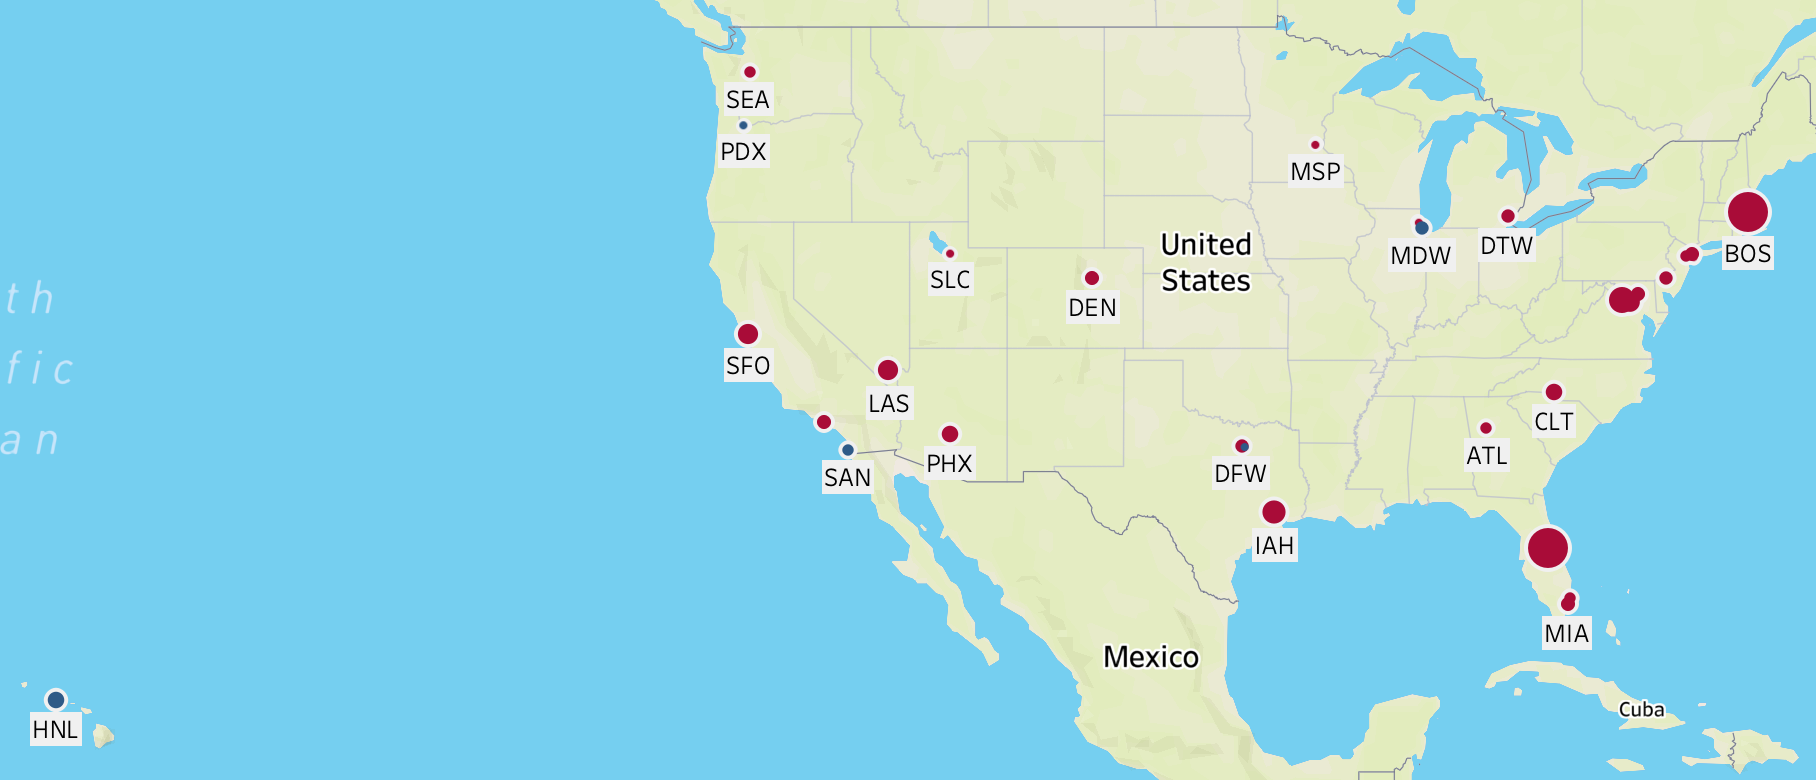 SEA
PDX
MSP
MDW
DTW
BOS
United
States
SLC
DEN
th
SFO
fic
LAS
CLT
an
PHX
ATL
SAN
DFW
IAH
MIA
Mexico
Cuba
HNL